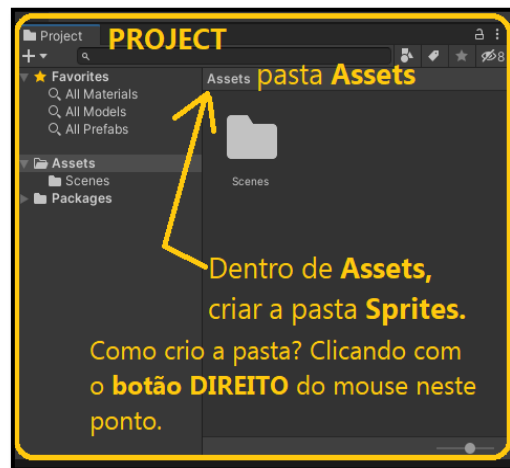 Project PROJECT
8
Favorites
Assets pasta Assets
All Materials
All Models
All Prefabs
Assets
Scenes
Scenes
Packages
Dentro de Assets,
criar a pasta Sprites.
Como crio a pasta? Clicando com
o botão DIREITO do mouse neste
ponto.